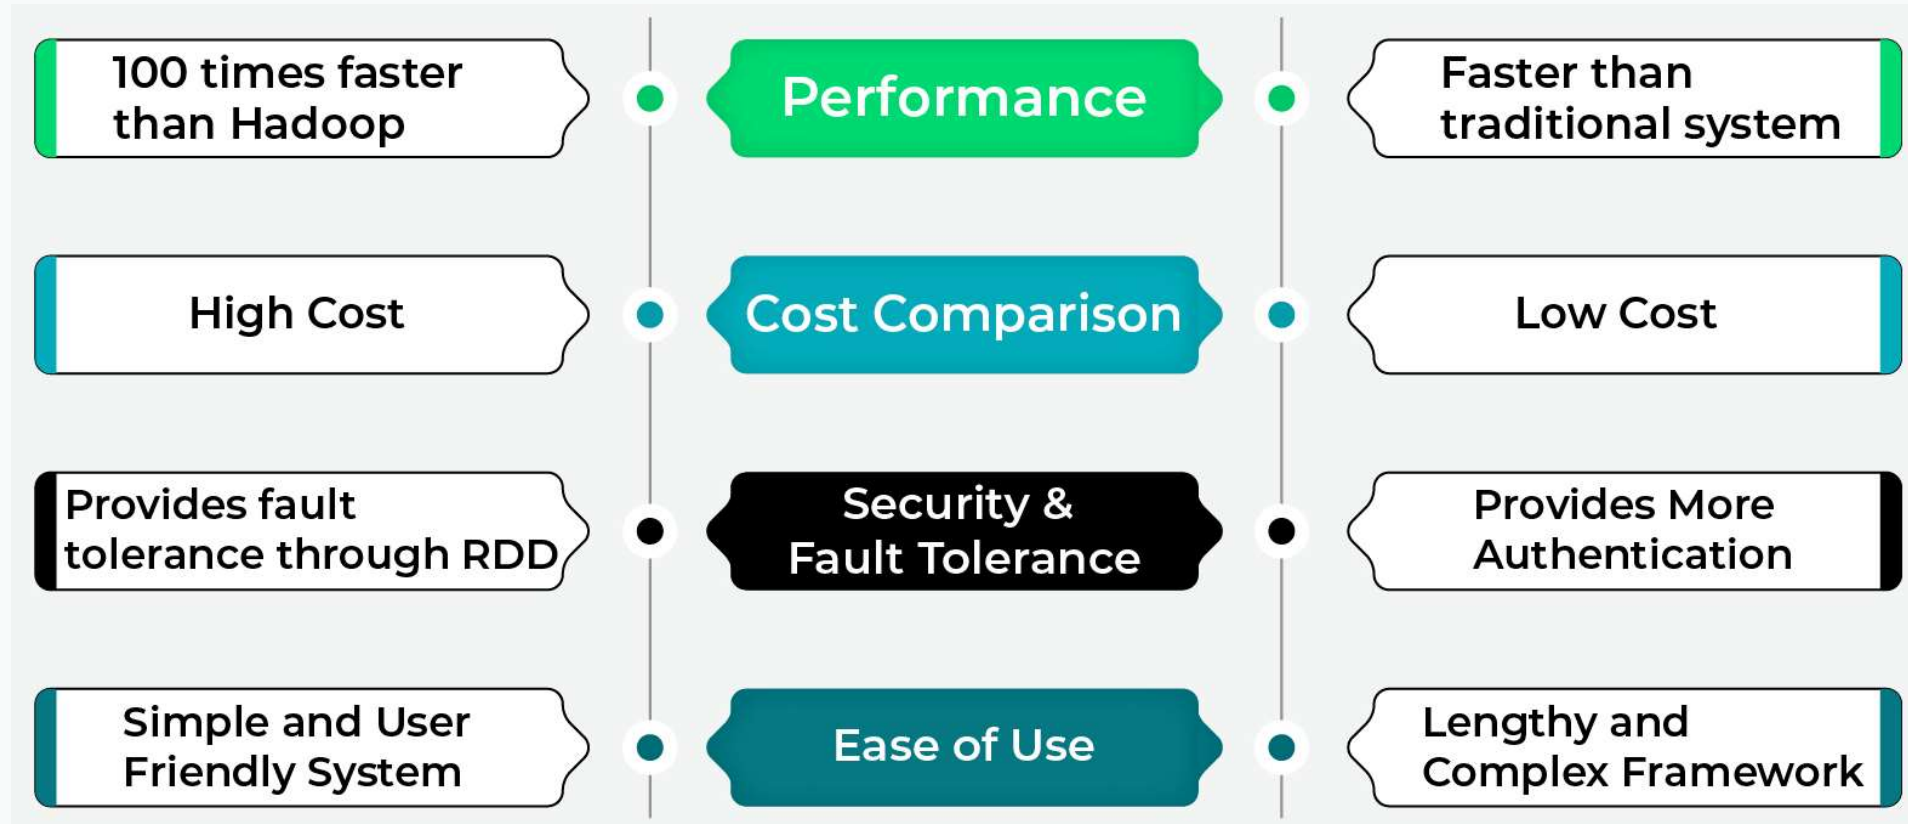 100 times faster
than Hadoop
Performance
Faster than
traditional system
High Cost
Cost Comparison
Low Cost
Provides fault
tolerance through RDD
Security &
Fault Tolerance
Provides More
Authentication
Simple and User
Friendly System
Ease of Use
Lengthy and
Complex Framework